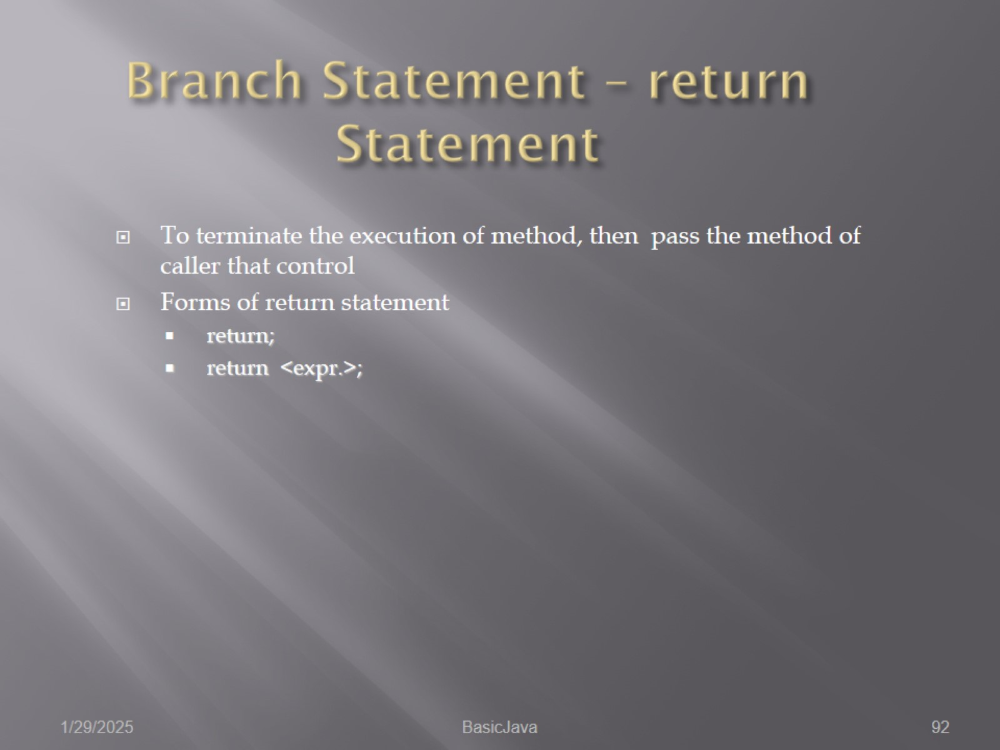 Branch Statement – return
Statement
To terminate the execution of method, then  pass the method of
caller that control
Forms of return statement
return;
return  <expr.>;
1/29/2025
BasicJava
92